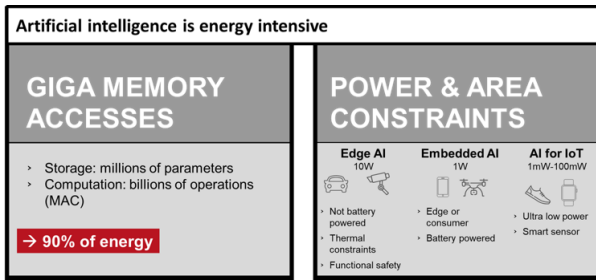 Artificial intelligence is energy intensive
GIGA MEMORY
ACCESSES
› Storage: millions of parameters
› Computation: billions of operations
(MAC)
→ 90% of energy
POWER & AREA
CONSTRAINTS
Edge AI
10W
› Not battery
powered
› Thermal
constraints
› Functional safety
Embedded AI
1W
› Edge or
consumer
› Battery powered
AI for IoT
1mW-100mW
› Ultra low power
› Smart sensor